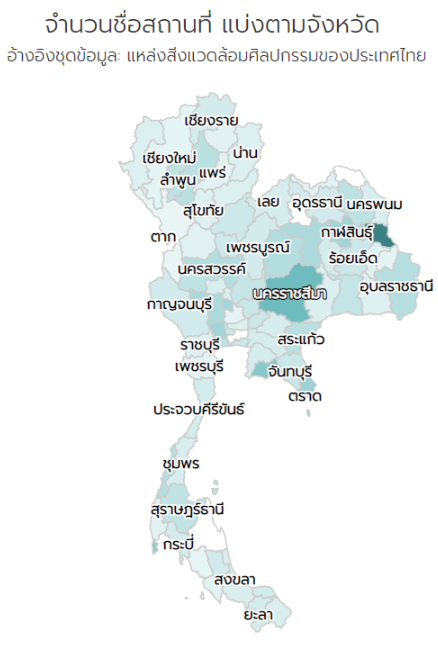 จำนวนชื่อสถานที่ แบ่งตามจังหวัด
อ้างอิงชุดข้อมูล: แหล่งสิ่งแวดล้อมศิลปกรรมของประเทศไทย
เชียงราย
เชียงใหม่
น่าน
ลำพูน
แพร่
สุโขทัย
เลย
อุดรธานี
นครพนม
ตาก
เพชรบูรณ์
กาฬสินธุ์
ร้อยเอ็ด
นครสวรรค์
อุบลราชธานี
นครราชสีมา
กาญจนบุรี
ราชบุรี
สระแก้ว
เพชรบุรี
จันทบุรี
ตราด
ประจวบคีรีขันธ์
ชุมพร
สุราษฎร์ธานี
กระบี่
สงขลา
ยะลา